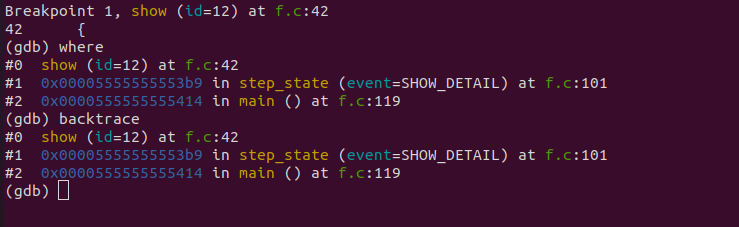 Breakpoint 1, show (id=12) at f.c:42
42      {
(gdb) where
#0  show (id=12) at f.c:42
#1  0x00005555555553b9 in step_state (event=SHOW_DETAIL) at f.c:101
#2  0x0000555555555414 in main () at f.c:119
(gdb) backtrace
#0  show (id=12) at f.c:42
#1  0x00005555555553b9 in step_state (event=SHOW_DETAIL) at f.c:101
#2  0x0000555555555414 in main () at f.c:119
(gdb)